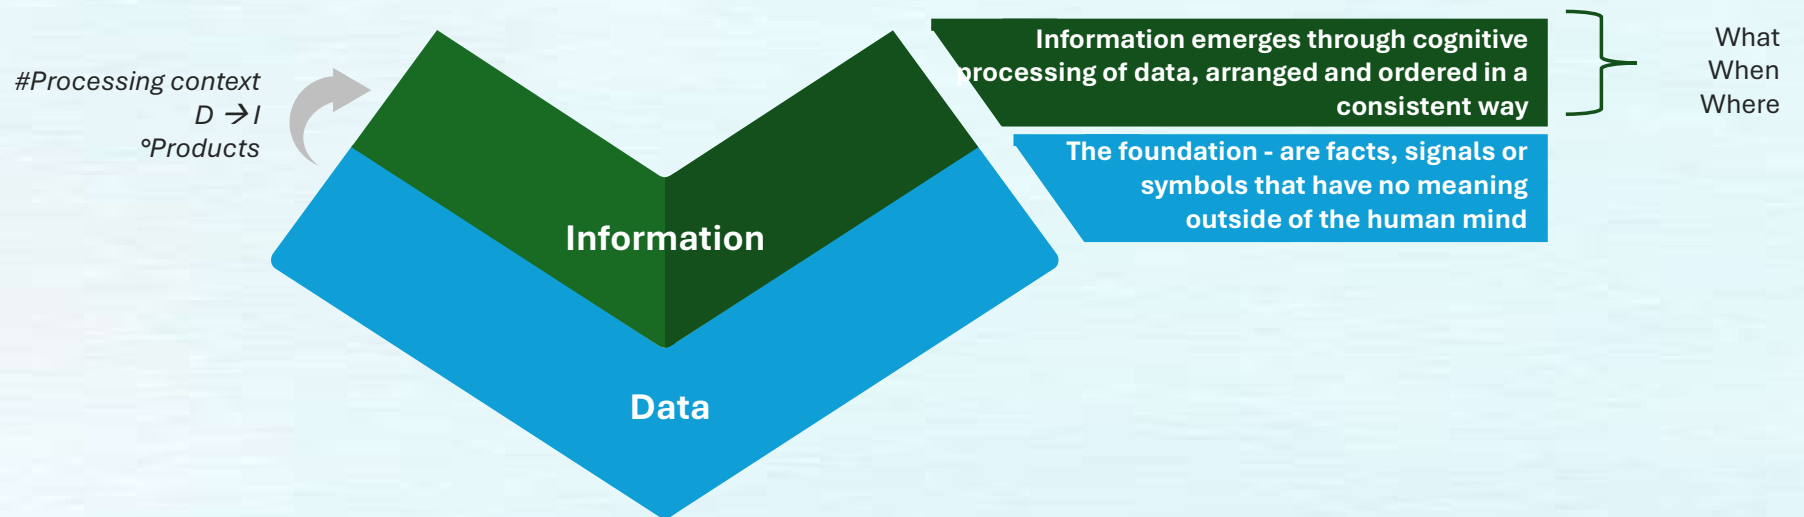 #Processing context
D → I
°Products
Information
Data
Information emerges through cognitive
processing of data, arranged and ordered in a
consistent way
The foundation - are facts, signals or
symbols that have no meaning
outside of the human mind
What
When
Where